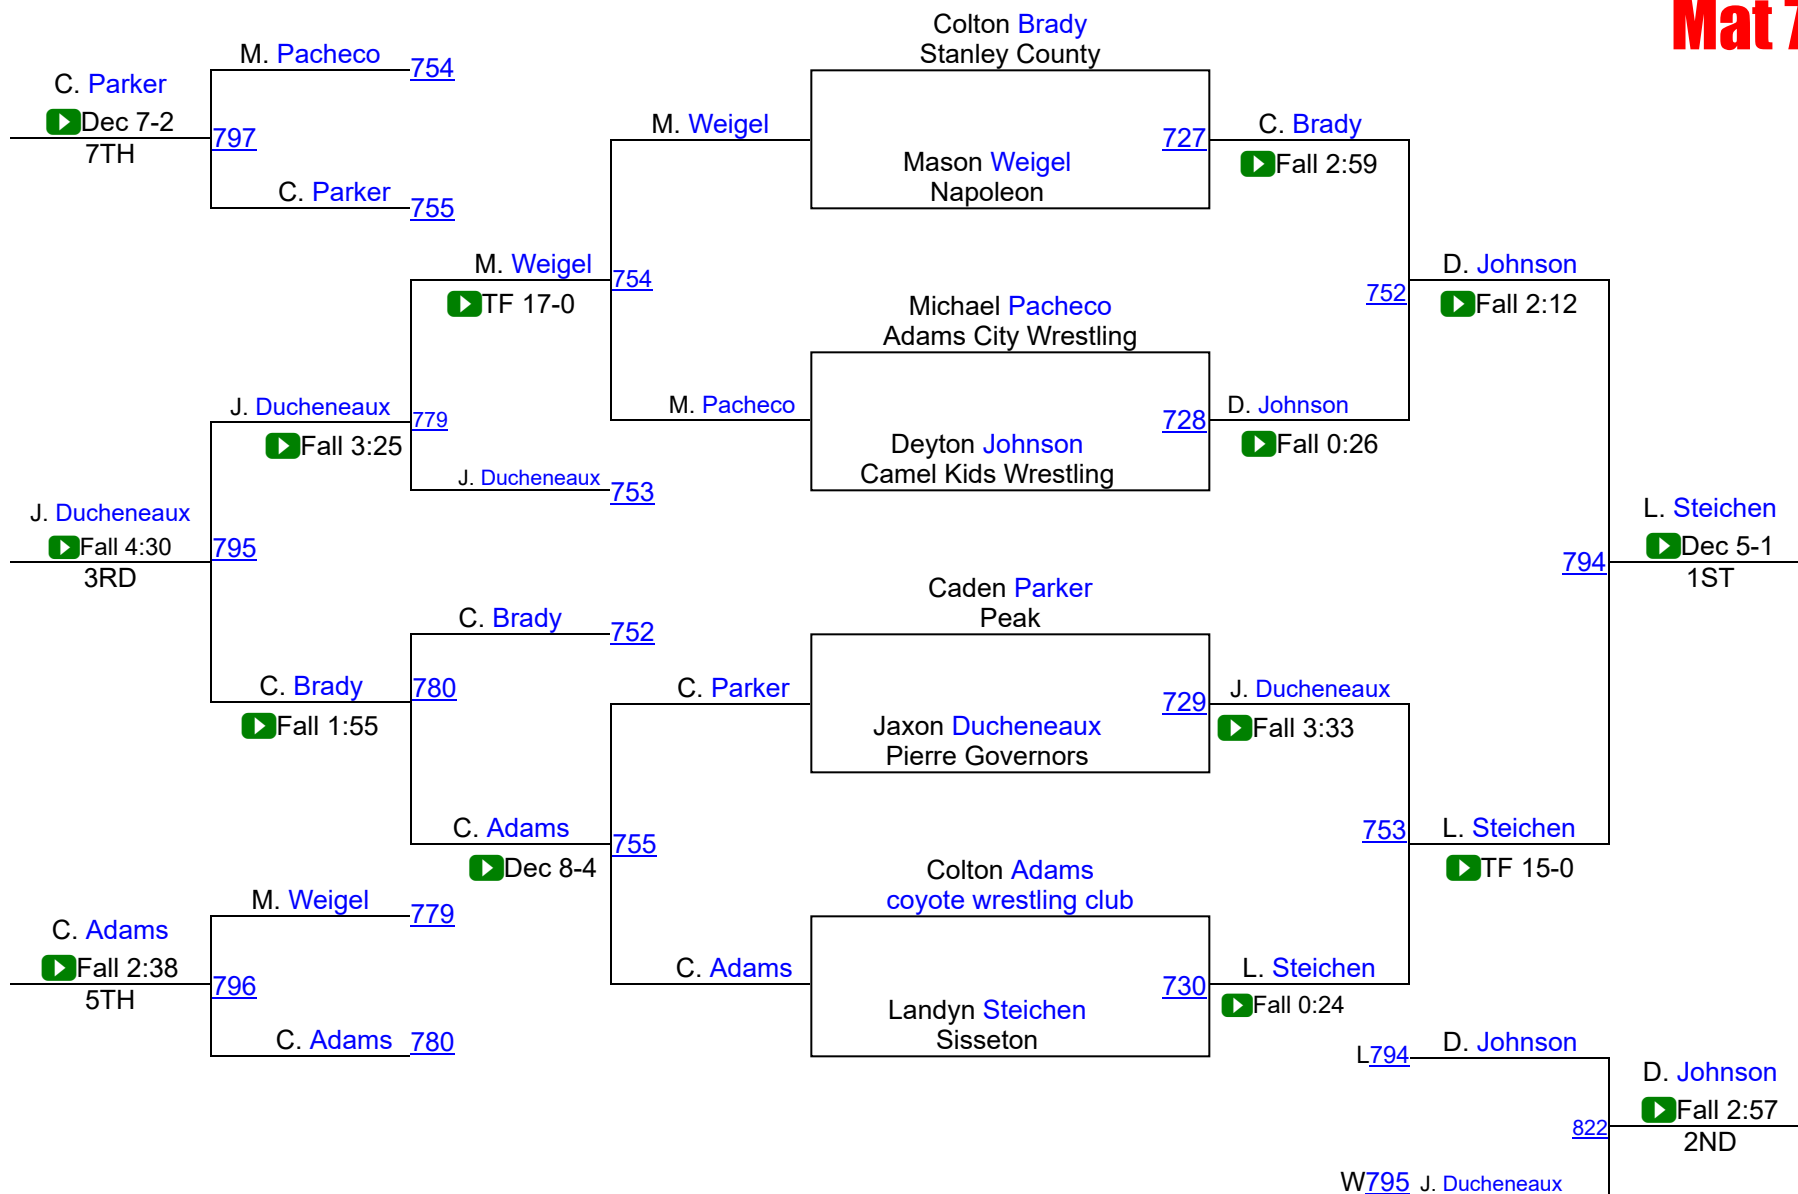 Mat 7
Colton Brady
Stanley County
M. Pacheco
754
C. Parker
Dec 7-2
7TH
797
C. Parker
755
M. Weigel
727
C. Brady
Fall 2:59
Mason Weigel
Napoleon
M. Weigel
TF 17-0
754
Michael Pacheco
Adams City Wrestling
752
D. Johnson
Fall 2:12
J. Ducheneaux
Fall 3:25
779
M. Pacheco
728
D. Johnson
Fall 0:26
Deyton Johnson
Camel Kids Wrestling
J. Ducheneaux
753
J. Ducheneaux
Fall 4:30
3RD
795
L. Steichen
Dec 5-1
1ST
794
Caden Parker
Peak
C. Brady
752
C. Brady
Fall 1:55
780
C. Parker
729
J. Ducheneaux
Fall 3:33
Jaxon Ducheneaux
Pierre Governors
C. Adams
Dec 8-4
755
753
L. Steichen
TF 15-0
Colton Adams
coyote wrestling club
M. Weigel
779
C. Adams
Fall 2:38
5TH
796
C. Adams
780
C. Adams
730
L. Steichen
Fall 0:24
Landyn Steichen
Sisseton
L794
D. Johnson
D. Johnson
Fall 2:57
2ND
822
W795
J. Ducheneaux